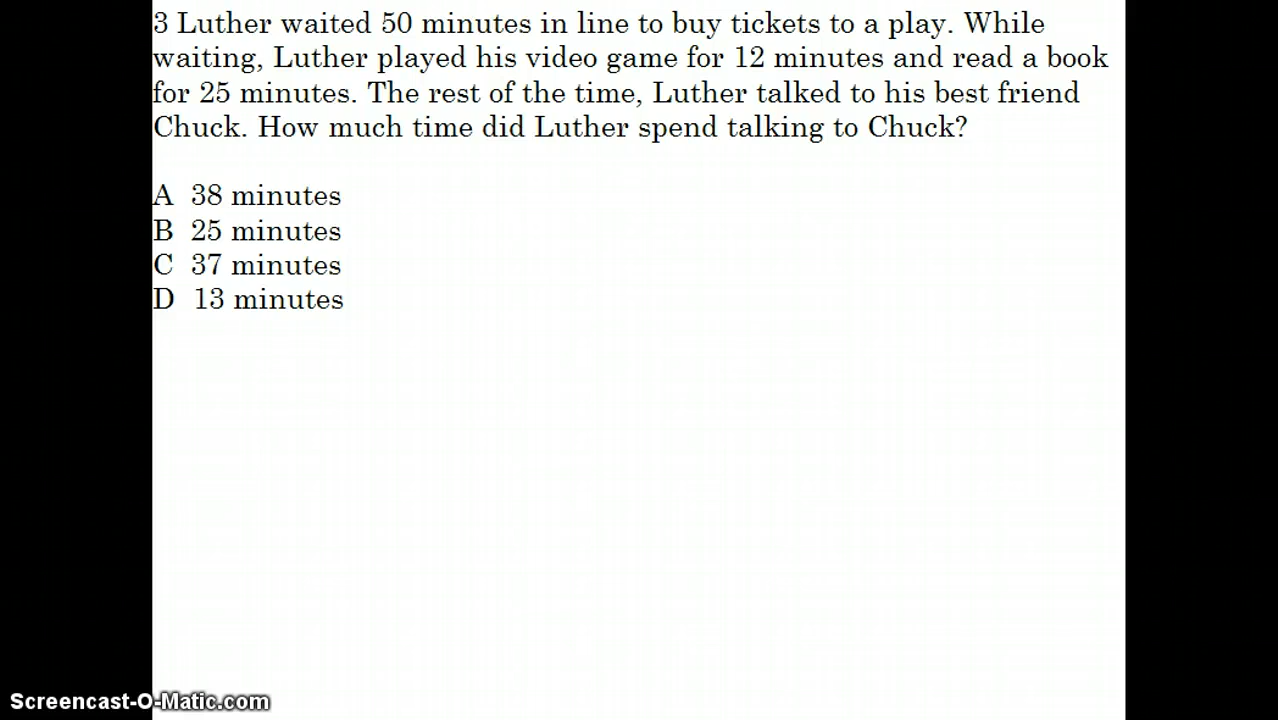 3 Luther waited 50 minutes in line to buy tickets to a play. While
waiting, Luther played his video game for 12 minutes and read a book
for 25 minutes. The rest of the time, Luther talked to his best friend
Chuck. How much time did Luther spend talking to Chuck?
A 38 minutes
B 25 minutes
C 37 minutes
D 13 minutes
Screencast-O-Matic.com